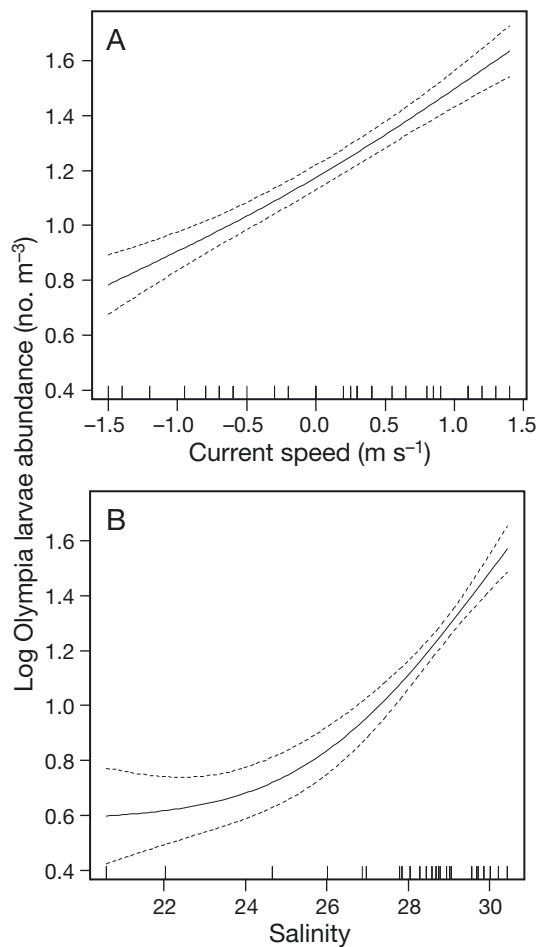 A
1.6
1.4
1.2
1.0
0.8
0.6
0.4
–1.5 –1.0 –0.5 0.0 0.5 1.0 1.5
Current speed (m s–1)
Log Olympia larvae abundance (no. m–3)
B
1.6
1.4
1.2
1.0
0.8
0.6
0.4
22 24 26 28 30
Salinity